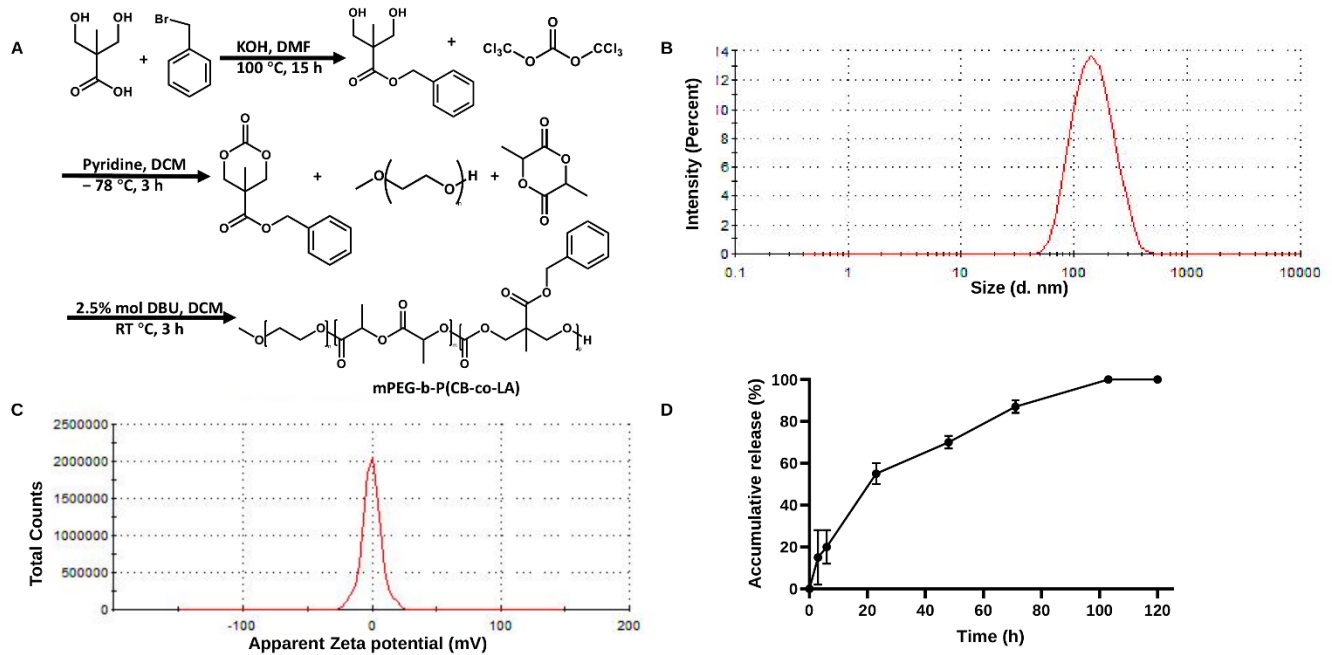 A
OH OH
Br
O OH
+
KOH, DMF
100 °C, 15 h
OH OH
O O
+
O
Cl3C O O CCl3
Pyridine, DCM
– 78 °C, 3 h
O
O O
O O
+
O O H
n
+
O
O
O
O
2.5% mol DBU, DCM
RT °C, 3 h
O O O O O O O O O H
O O O
n
mPEG-b-P(CB-co-LA)
B
Intensity (Percent)
14
12
10
8
6
4
2
0
0.1 1 10 100 1000 10000
Size (d. nm)
C
Total Counts
2500000
2000000
1500000
1000000
500000
0
-100 0 100 200
Apparent Zeta potential (mV)
D
Accumulative release (%)
100
80
60
40
20
0
0 20 40 60 80 100 120
Time (h)